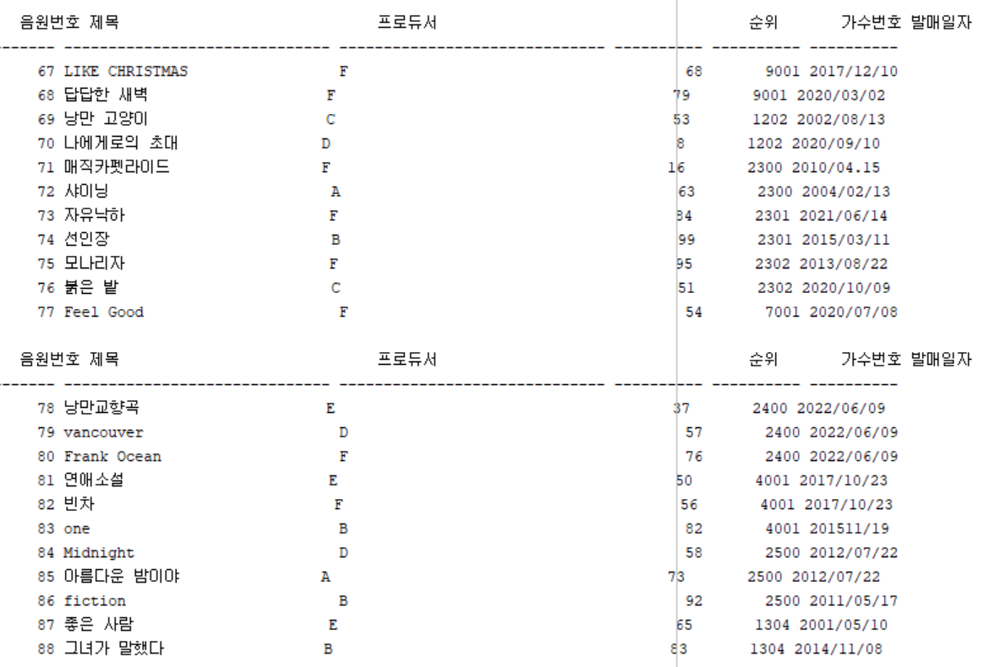 음원번호 제목 프로듀서 순위 가수번호 발매일자
------- ------------------------------ ------------------------------ ---------- ---------- ----------
67 LIKE CHRISTMAS F 68 9001 2017/12/10
68 답답한 새벽 F 79 9001 2020/03/02
69 낭만 고양이 C 53 1202 2002/08/13
70 나에게로의 초대 D 8 1202 2020/09/10
71 매직카펫라이드 F 16 2300 2010/04.15
72 샤이닝 A 63 2300 2004/02/13
73 자유낙하 F 84 2301 2021/06/14
74 선인장 B 99 2301 2015/03/11
75 모나리자 F 95 2302 2013/08/22
76 붉은 밭 C 51 2302 2020/10/09
77 Feel Good F 54 7001 2020/07/08
음원번호 제목 프로듀서 순위 가수번호 발매일자
------- ------------------------------ ------------------------------ ---------- ---------- ----------
78 낭만교향곡 E 37 2400 2022/06/09
79 vancouver D 57 2400 2022/06/09
80 Frank Ocean F 76 2400 2022/06/09
81 연애소설 E 50 4001 2017/10/23
82 빈차 F 56 4001 2017/10/23
83 one B 82 4001 201511/19
84 Midnight D 58 2500 2012/07/22
85 아름다운 밤이야 A 73 2500 2012/07/22
86 fiction B 92 2500 2011/05/17
87 좋은 사람 E 65 1304 2001/05/10
88 그녀가 말했다 B 83 1304 2014/11/08